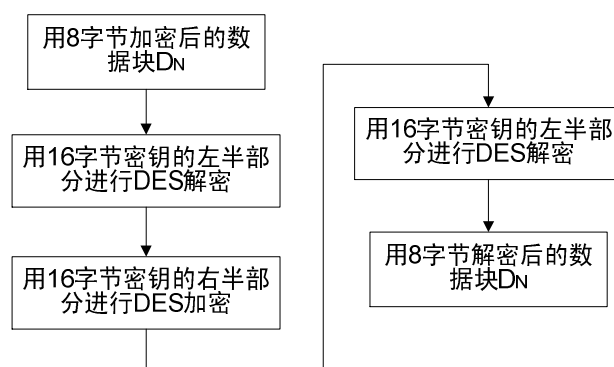 用8字节加密后的数
据块DN
用16字节密钥的左半部
分进行DES解密
用16字节密钥的右半部
分进行DES加密
用16字节密钥的左半部
分进行DES解密
用8字节解密后的数
据块DN